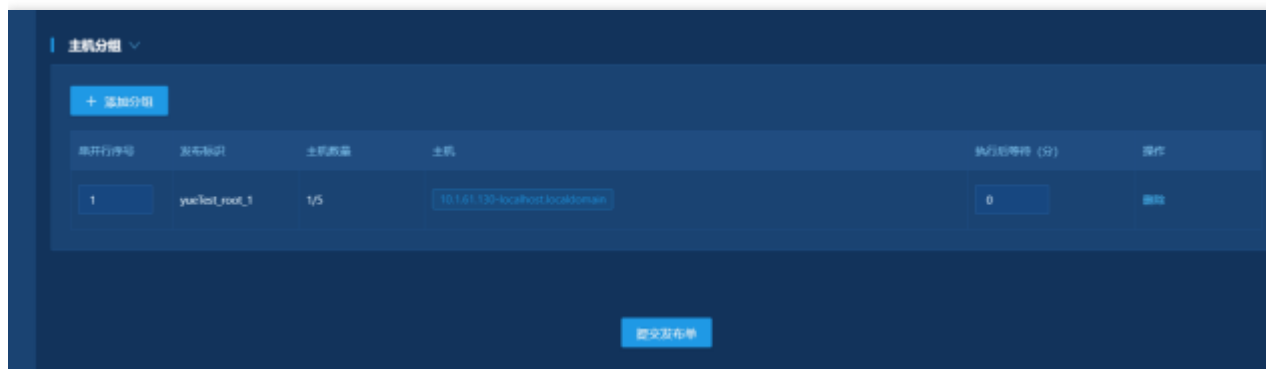 主机分组
+ 添加分组
串并行序号 发布标识 主机数量 主机 执行后等待（分） 操作
1 yueTest_root_1 1/5 10.1.61.130-localhost.localdomain 0 删除
提交发布单